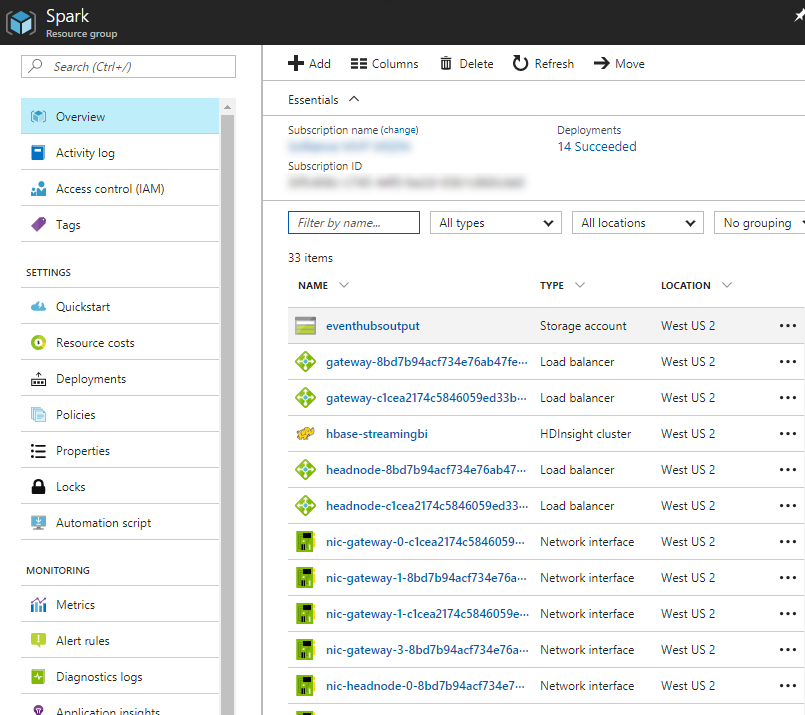 Spark
Resource group
Search (Ctrl+/)
Overview
Activity log
Access control (IAM)
Tags
SETTINGS
Quickstart
Resource costs
Deployments
Policies
Properties
Locks
Automation script
MONITORING
Metrics
Alert rules
Diagnostics logs
Application insights
Add Columns Delete Refresh Move
Essentials
Subscription name (change) Deployments
14 Succeeded
Subscription ID
Filter by name... All types All locations No grouping
33 items
NAME TYPE LOCATION
eventhubsoutput Storage account West US 2
gateway-8bd7b94acf734e76ab47fe··· Load balancer West US 2
gateway-c1cea2174c5846059ed33b··· Load balancer West US 2
hbase-streamingbi HDInsight cluster West US 2
headnode-8bd7b94acf734e76ab47··· Load balancer West US 2
headnode-c1cea2174c5846059ed33··· Load balancer West US 2
nic-gateway-0-c1cea2174c5846059··· Network interface West US 2
nic-gateway-1-8bd7b94acf734e76a··· Network interface West US 2
nic-gateway-1-c1cea2174c5846059e··· Network interface West US 2
nic-gateway-3-8bd7b94acf734e76a··· Network interface West US 2
nic-headnode-0-8bd7b94acf734e7··· Network interface West US 2